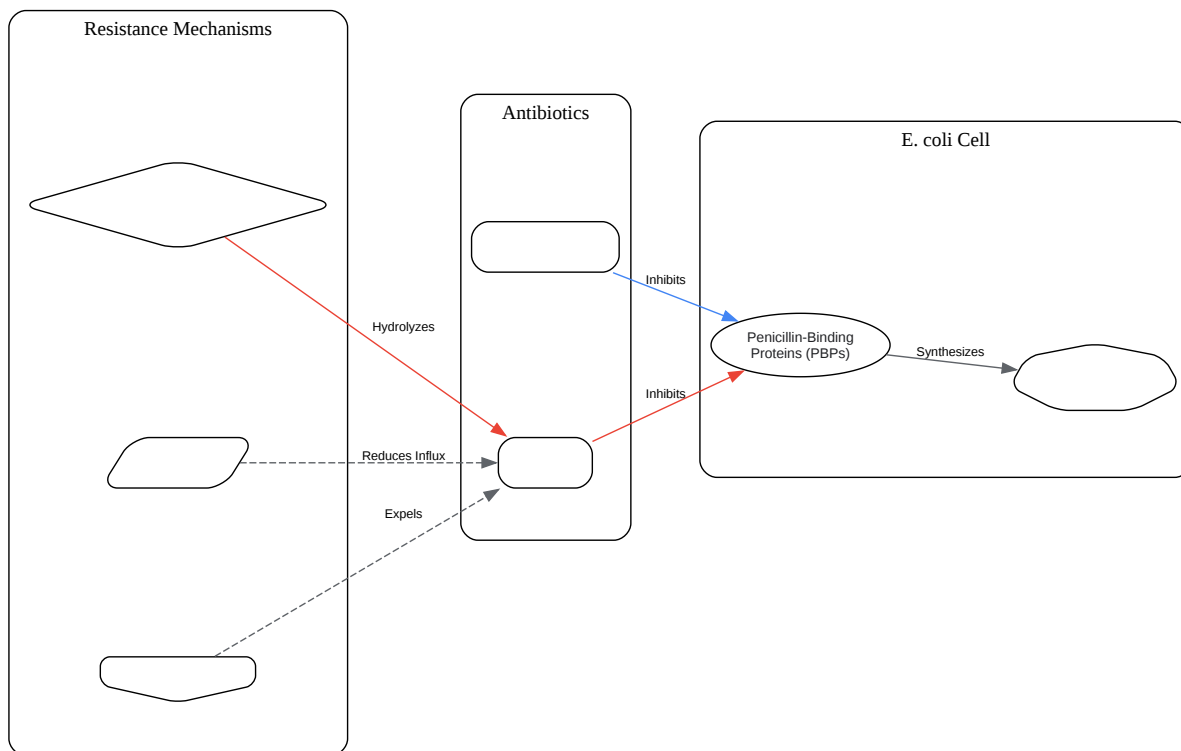 Resistance Mechanisms
Antibiotics
E. coli Cell
Inhibits
Hydrolyzes
Penicillin-Binding
Proteins (PBPs)
Synthesizes
Inhibits
Reduces Influx
Expels